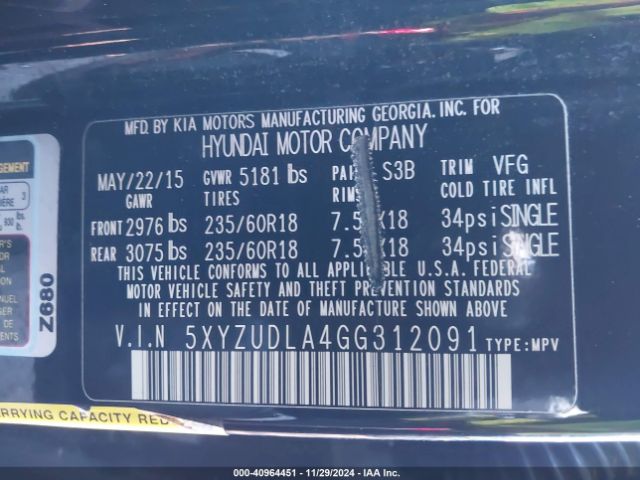 MFD. BY KIA MOTORS MANUFACTURING GEORGIA. INC. FOR
HYUNDAI MOTOR COMPANY
MAY/22/15 GVWR 5181 lbs S3B TRIM VFG
GAWR TIRES COLD TIRE INFL
FRONT 2976 lbs 235/60R18 34psi SINGLE
REAR 3075 lbs 235/60R18 34psi SINGLE
THIS VEHICLE CONFORMS TO ALL APPLICABLE U.S.A. FEDERAL
MOTOR VEHICLE SAFETY AND THEFT PREVENTION STANDARDS
IN EFFECT ON THE DATE OF MANUFACTURE SHOWN ABOVE.
V.I.N 5XYZUDLA4GG312091 TYPE:MPV
Z680
CARRYING CAPACITY RED
000-40964451 - 11/29/2024 - IAA Inc.